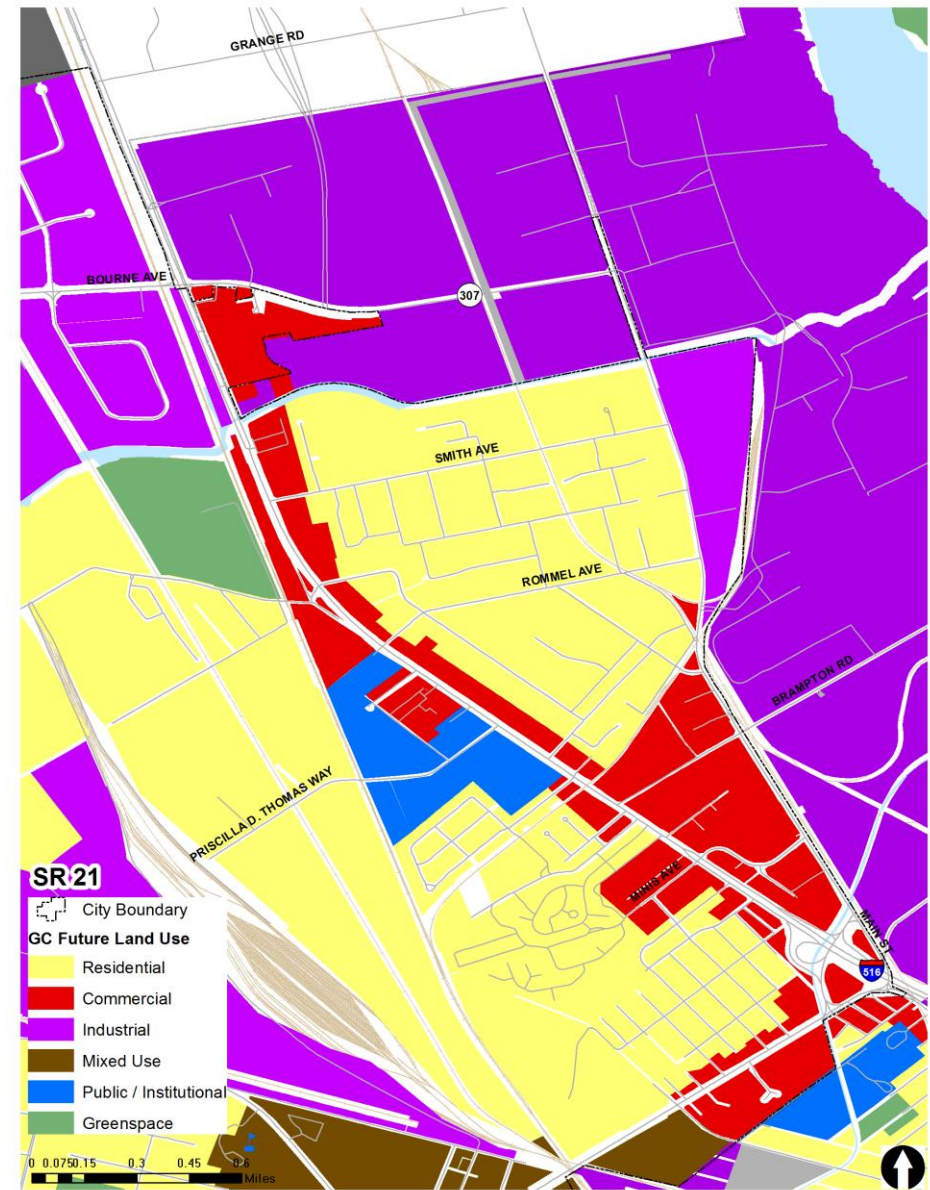 GRANGE RD
BOURNE AVE
307
SMITH AVE
ROMMEL AVE
BRAMPTON RD
PRISCILLA D. THOMAS WAY
MINIS AVE
MAIN ST
516
SR 21
City Boundary
GC Future Land Use
Residential
Commercial
Industrial
Mixed Use
Public / Institutional
Greenspace
0 0.075 0.15 0.3 0.45 0.6
Miles